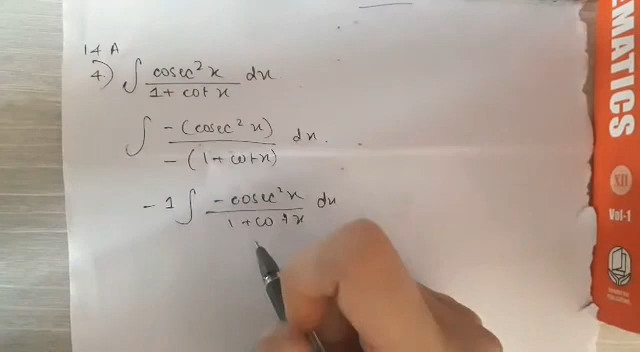 14 A
4.) ∫ cosec²x / 1 + cot x dx
∫ -(cosec²x) / -(1 + cot x) dx.
-1 ∫ -cosec²x / 1 + cot x dx
EMATICS
XII
Vol-1